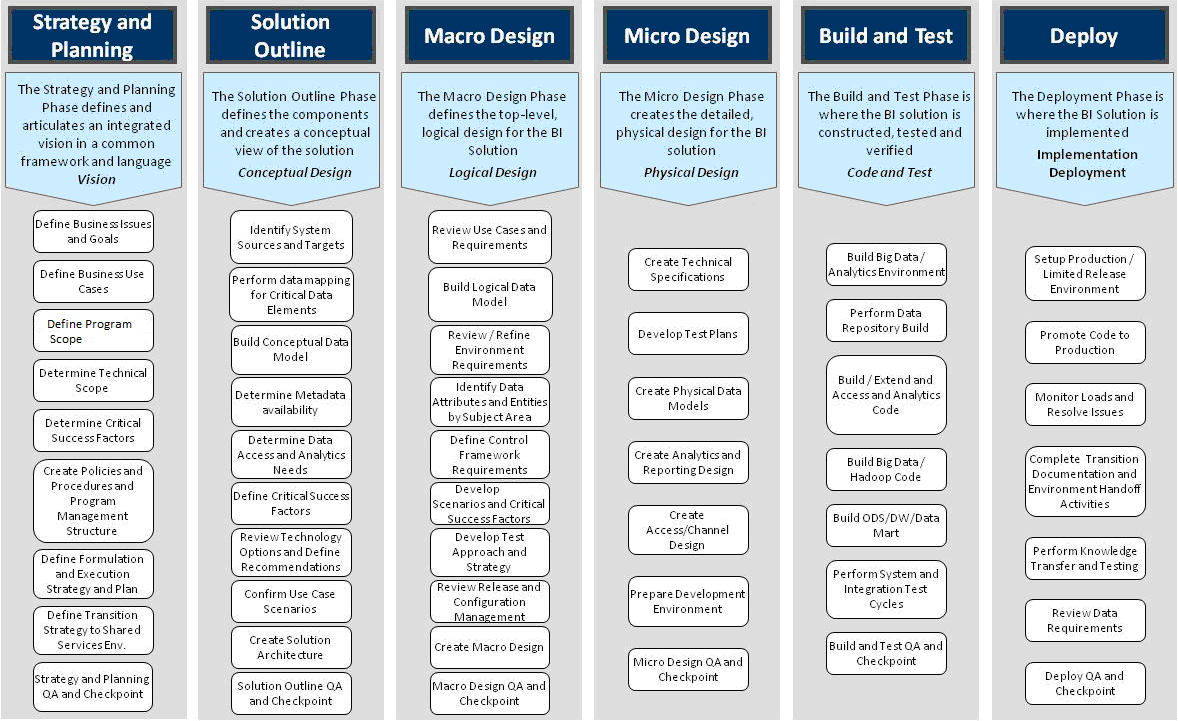 Strategy and
Planning
The Strategy and Planning
Phase defines and
articulates an integrated
vision in a common
framework and language
Vision
Define Business Issues
and Goals
Define Business Use
Cases
Define Program
Scope
Determine Technical
Scope
Determine Critical
Success Factors
Create Policies and
Procedures and
Program
Management
Structure
Define Formulation
and Execution
Strategy and Plan
Define Transition
Strategy to Shared
Services Env.
Strategy and Planning
QA and Checkpoint
Solution
Outline
The Solution Outline Phase
defines the components
and creates a conceptual
view of the solution
Conceptual Design
Identify System
Sources and Targets
Perform data mapping
for Critical Data
Elements
Build Conceptual Data
Model
Determine Metadata
availability
Determine Data
Access and Analytics
Needs
Define Critical Success
Factors
Review Technology
Options and Define
Recommendations
Confirm Use Case
Scenarios
Create Solution
Architecture
Solution Outline QA
and Checkpoint
Macro Design
The Macro Design Phase
defines the top-level,
logical design for the BI
Solution
Logical Design
Review Use Cases and
Requirements
Build Logical Data
Model
Review / Refine
Environment
Requirements
Identify Data
Attributes and Entities
by Subject Area
Define Control
Framework
Requirements
Develop
Scenarios and Critical
Success Factors
Develop Test
Approach and
Strategy
Review Release and
Configuration
Management
Create Macro Design
Macro Design QA and
Checkpoint
Micro Design
The Micro Design Phase
creates the detailed,
physical design for the BI
solution
Physical Design
Create Technical
Specifications
Develop Test Plans
Create Physical Data
Models
Create Analytics and
Reporting Design
Create
Access/Channel
Design
Prepare Development
Environment
Micro Design QA and
Checkpoint
Build and Test
The Build and Test Phase is
where the BI solution is
constructed, tested and
verified
Code and Test
Build Big Data /
Analytics Environment
Perform Data
Repository Build
Build / Extend and
Access and Analytics
Code
Build Big Data /
Hadoop Code
Build ODS/DW/Data
Mart
Perform System and
Integration Test
Cycles
Build and Test QA and
Checkpoint
Deploy
The Deployment Phase is
where the BI Solution is
implemented
Implementation
Deployment
Setup Production /
Limited Release
Environment
Promote Code to
Production
Monitor Loads and
Resolve Issues
Complete Transition
Documentation and
Environment Handoff
Activities
Perform Knowledge
Transfer and Testing
Review Data
Requirements
Deploy QA and
Checkpoint